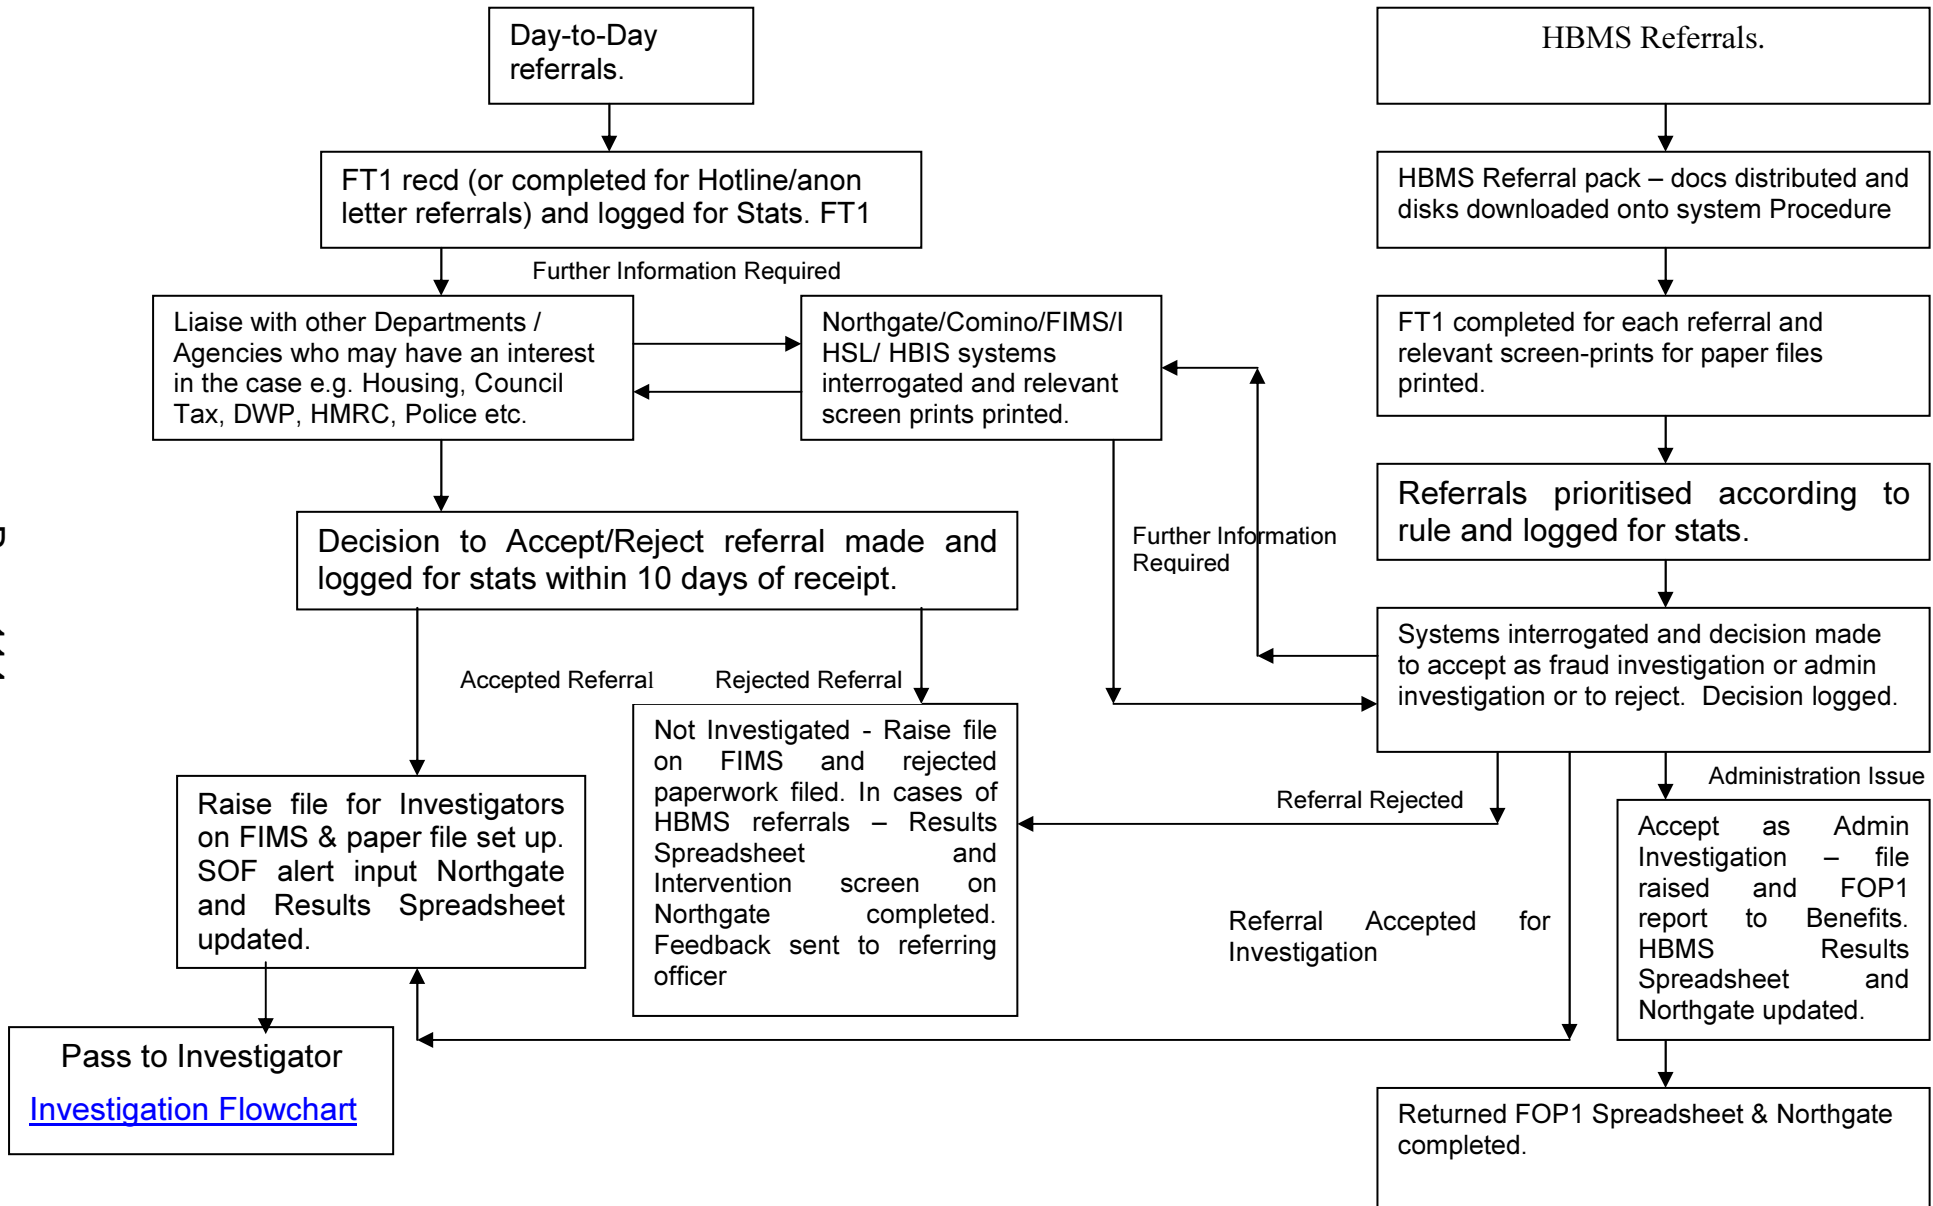 Day-to-Day
referrals.
HBMS Referrals.
FT1 recd (or completed for Hotline/anon
letter referrals) and logged for Stats. FT1
HBMS Referral pack – docs distributed and
disks downloaded onto system Procedure
Further Information Required
Liaise with other Departments /
Agencies who may have an interest
in the case e.g. Housing, Council
Tax, DWP, HMRC, Police etc.
Northgate/Comino/FIMS/I
HSL/ HBIS systems
interrogated and relevant
screen prints printed.
FT1 completed for each referral and
relevant screen-prints for paper files
printed.
Referrals prioritised according to
rule and logged for stats.
Decision to Accept/Reject referral made and
logged for stats within 10 days of receipt.
Further Information
Required
Systems interrogated and decision made
to accept as fraud investigation or admin
investigation or to reject.  Decision logged.
Accepted Referral
Rejected Referral
Not Investigated - Raise file
on FIMS and rejected
paperwork filed. In cases of
HBMS referrals – Results
Spreadsheet and
Intervention screen on
Northgate completed.
Feedback sent to referring
officer
Raise file for Investigators
on FIMS & paper file set up.
SOF alert input Northgate
and Results Spreadsheet
updated.
Referral Rejected
Administration Issue
Accept as Admin
Investigation – file
raised and FOP1
report to Benefits.
HBMS Results
Spreadsheet and
Northgate updated.
Referral Accepted for
Investigation
Pass to Investigator
Investigation Flowchart
Returned FOP1 Spreadsheet & Northgate
completed.